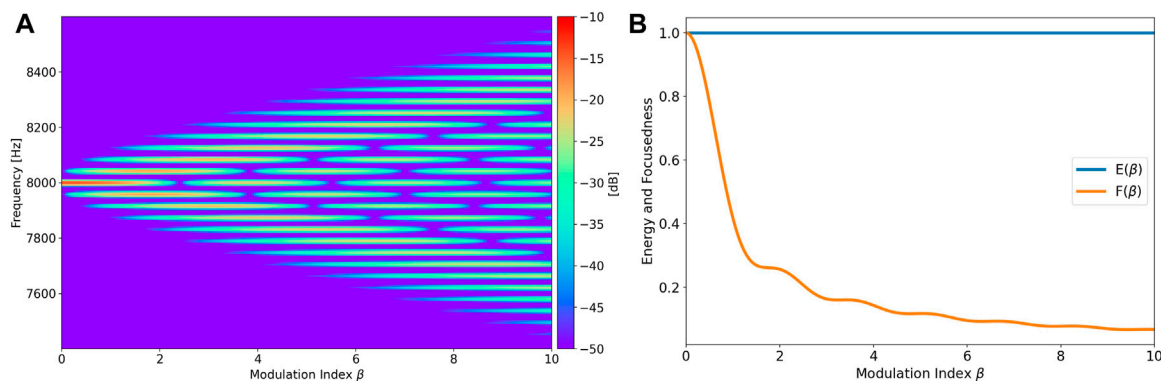 A
8400
8200
8000
7800
7600
Frequency [Hz]
0 2 4 6 8 10
Modulation Index β
−10
−15
−20
−25
−30
−35
−40
−45
−50
[dB]
B
1.0
0.8
0.6
0.4
0.2
Energy and Focusedness
0 2 4 6 8 10
Modulation Index β
E(β)
F(β)